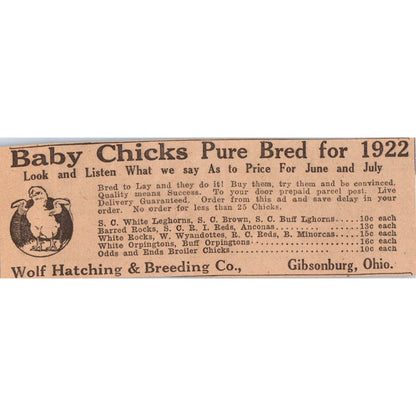 Baby Chicks Pure Bred for 1922
Look and Listen What we say As to Price For June and July
Bred to Lay and they do it! Buy them, try them and be convinced.
Quality means Success. To your door prepaid parcel post. Live
Delivery Guaranteed. Order from this ad and save delay in your
order. No order for less than 25 Chicks.
S. C. White Leghorns, S. C. Brown, S. C. Buff Lghorns....10c each
Barred Rocks, S. C. R. I. Reds, Anconas...................13c each
White Rocks, W. Wyandottes, R. C. Reds, B. Minorcas.....15c each
White Orpingtons, Buff Orpingtons........................16c each
Odds and Ends Broiler Chicks.............................10c each
Wolf Hatching & Breeding Co., Gibsonburg, Ohio.